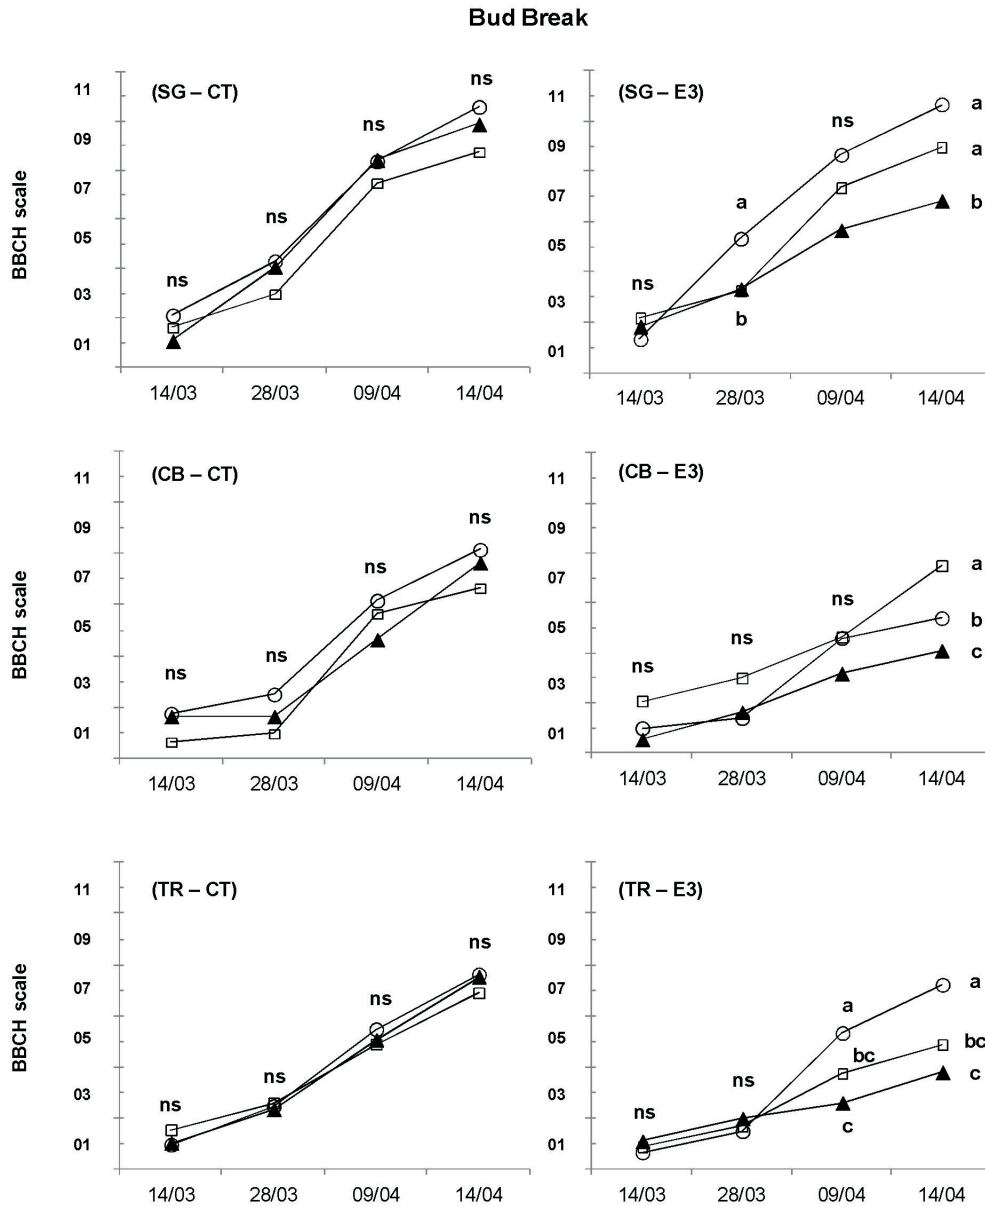 Bud Break
BBCH scale
(SG – CT)
11
09
07
05
03
01
ns
ns
ns
ns
14/03
28/03
09/04
14/04
(SG – E3)
11
09
07
05
03
01
ns
a
b
ns
a
a
b
14/03
28/03
09/04
14/04
BBCH scale
(CB – CT)
11
09
07
05
03
01
ns
ns
ns
ns
14/03
28/03
09/04
14/04
(CB – E3)
11
09
07
05
03
01
ns
ns
ns
a
b
c
14/03
28/03
09/04
14/04
BBCH scale
(TR – CT)
11
09
07
05
03
01
ns
ns
ns
ns
14/03
28/03
09/04
14/04
(TR – E3)
11
09
07
05
03
01
ns
ns
a
bc
c
a
bc
c
14/03
28/03
09/04
14/04